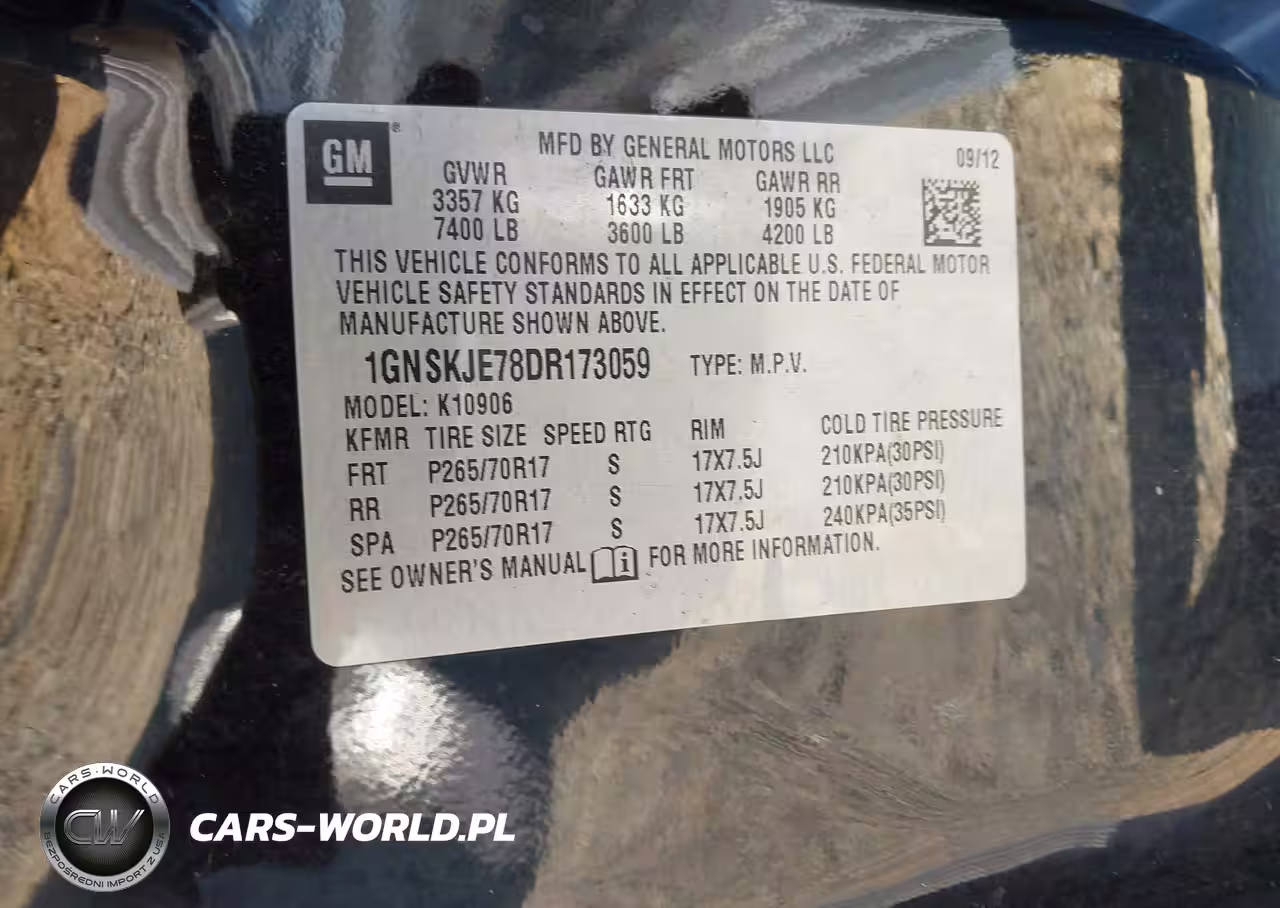 GM®
MFD BY GENERAL MOTORS LLC
09/12
GVWR GAWR FRT GAWR RR
3357 KG 1633 KG 1905 KG
7400 LB 3600 LB 4200 LB
THIS VEHICLE CONFORMS TO ALL APPLICABLE U.S. FEDERAL MOTOR
VEHICLE SAFETY STANDARDS IN EFFECT ON THE DATE OF
MANUFACTURE SHOWN ABOVE.
1GNSKJE78DR173059 TYPE: M.P.V.
MODEL: K10906
KFMR TIRE SIZE SPEED RTG RIM COLD TIRE PRESSURE
FRT P265/70R17 S 17X7.5J 210KPA(30PSI)
RR P265/70R17 S 17X7.5J 210KPA(30PSI)
SPA P265/70R17 S 17X7.5J 240KPA(35PSI)
SEE OWNER'S MANUAL i FOR MORE INFORMATION.
CARS-WORLD
CW
BEZPOŚREDNI IMPORT Z USA
CARS-WORLD.PL